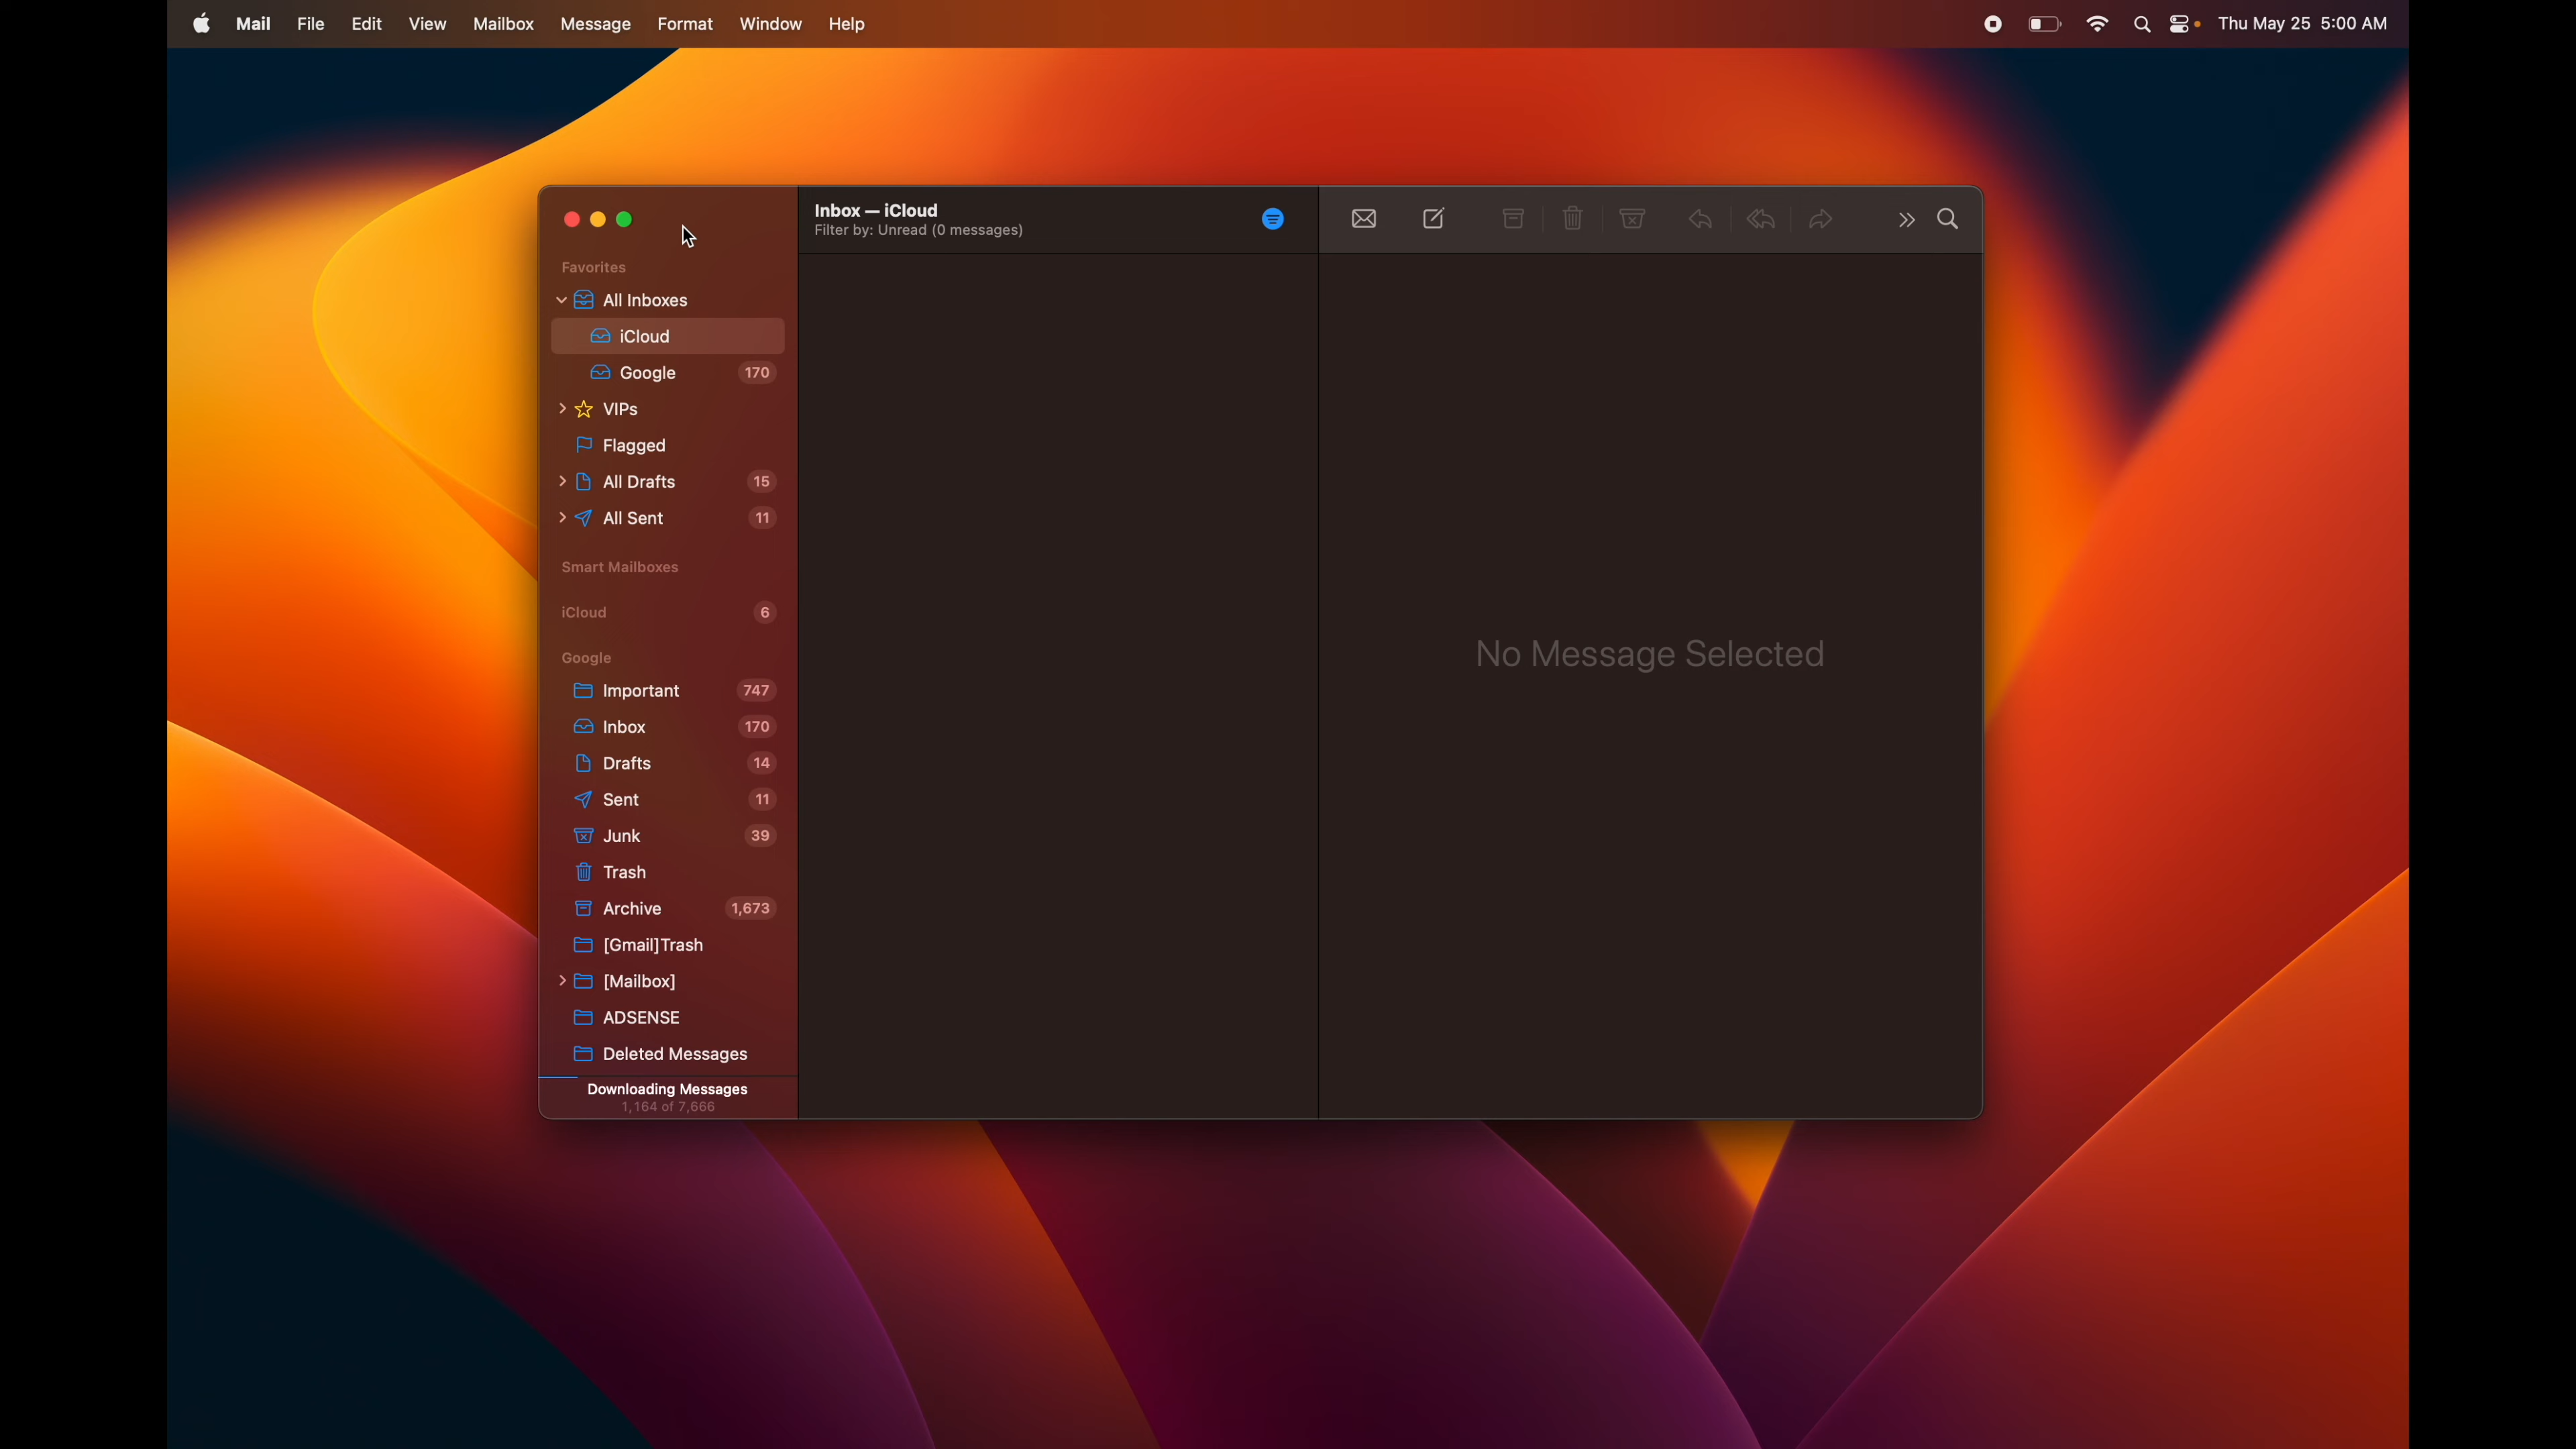 Mail File Edit View Mailbox Message Format Window Help Thu May 25 5:00 AM
Inbox — iCloud
Filter by: Unread (0 messages)
Favorites
All Inboxes
iCloud
Google 170
VIPs
Flagged
All Drafts 15
All Sent 11
Smart Mailboxes
iCloud 6
Google
Important 747
Inbox 170
Drafts 14
Sent 11
Junk 39
Trash
Archive 1,673
[Gmail]Trash
[Mailbox]
ADSENSE
Deleted Messages
Downloading Messages
1,164 of 7,666
No Message Selected